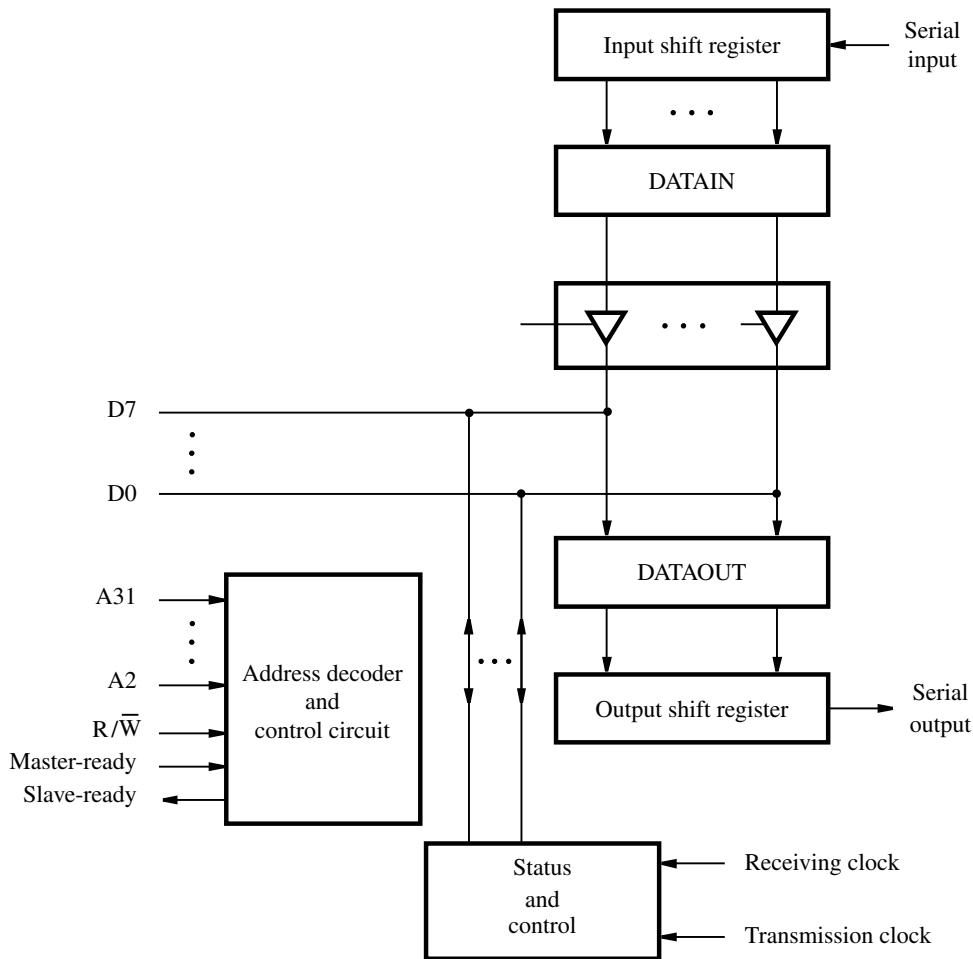 Input shift register
Serial
input
DATAIN
D7
D0
DATAOUT
A31
A2
R/W̅
Master-ready
Slave-ready
Address decoder
and
control circuit
Output shift register
Serial
output
Status
and
control
Receiving clock
Transmission clock